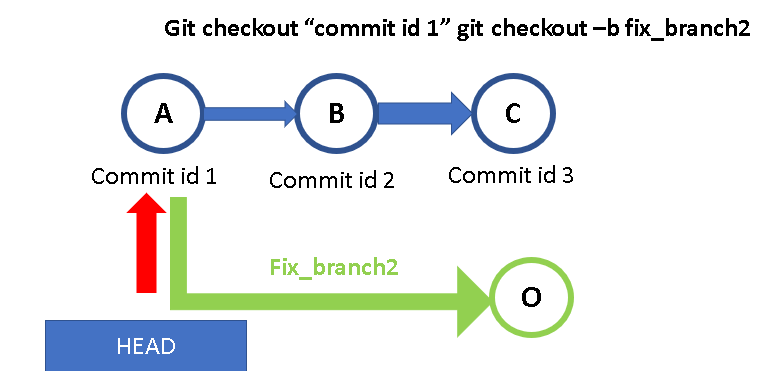 Git checkout “commit id 1” git checkout –b fix_branch2
A
B
C
Commit id 1
Commit id 2
Commit id 3
Fix_branch2
O
HEAD